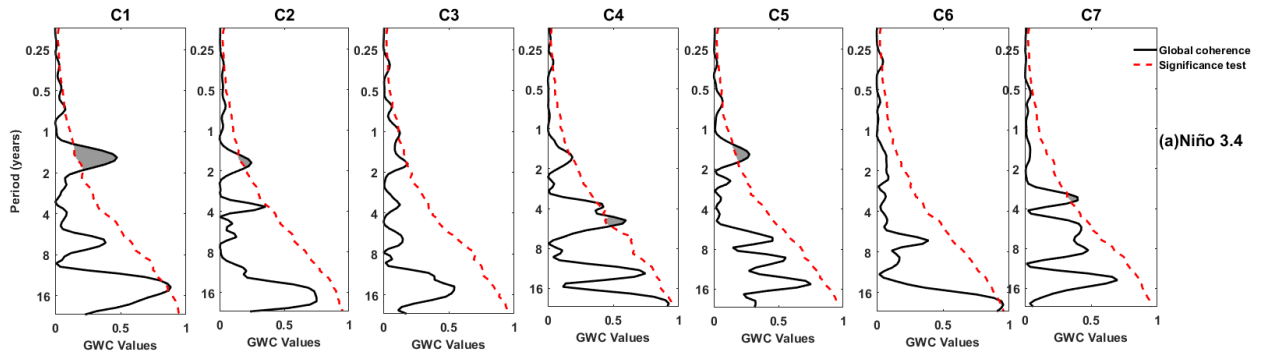 C1 C2 C3 C4 C5 C6 C7
Period (years)
0.25 0.5 1 2 4 8 16
0.25 0.5 1 2 4 8 16
0.25 0.5 1 2 4 8 16
0.25 0.5 1 2 4 8 16
0.25 0.5 1 2 4 8 16
0.25 0.5 1 2 4 8 16
0.25 0.5 1 2 4 8 16
Global coherence
Significance test
(a)Niño 3.4
0 0.5 1 0 0.5 1 0 0.5 1 0 0.5 1 0 0.5 1 0 0.5 1 0 0.5 1
GWC Values GWC Values GWC Values GWC Values GWC Values GWC Values GWC Values